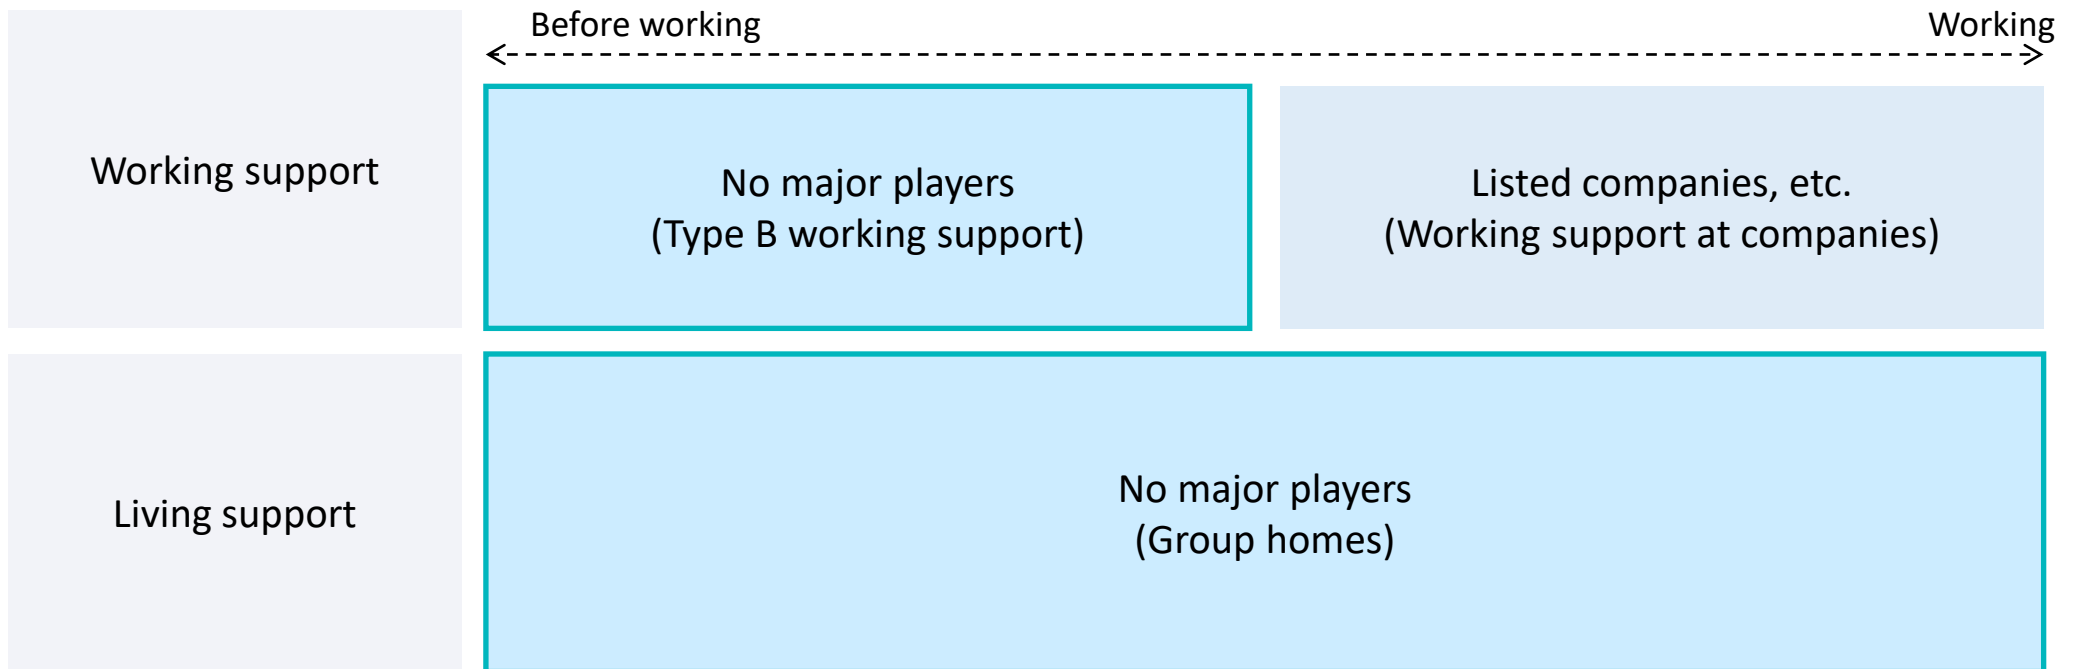 Before working
Working
Working support
No major players
(Type B working support)
Listed companies, etc.
(Working support at companies)
Living support
No major players
(Group homes)